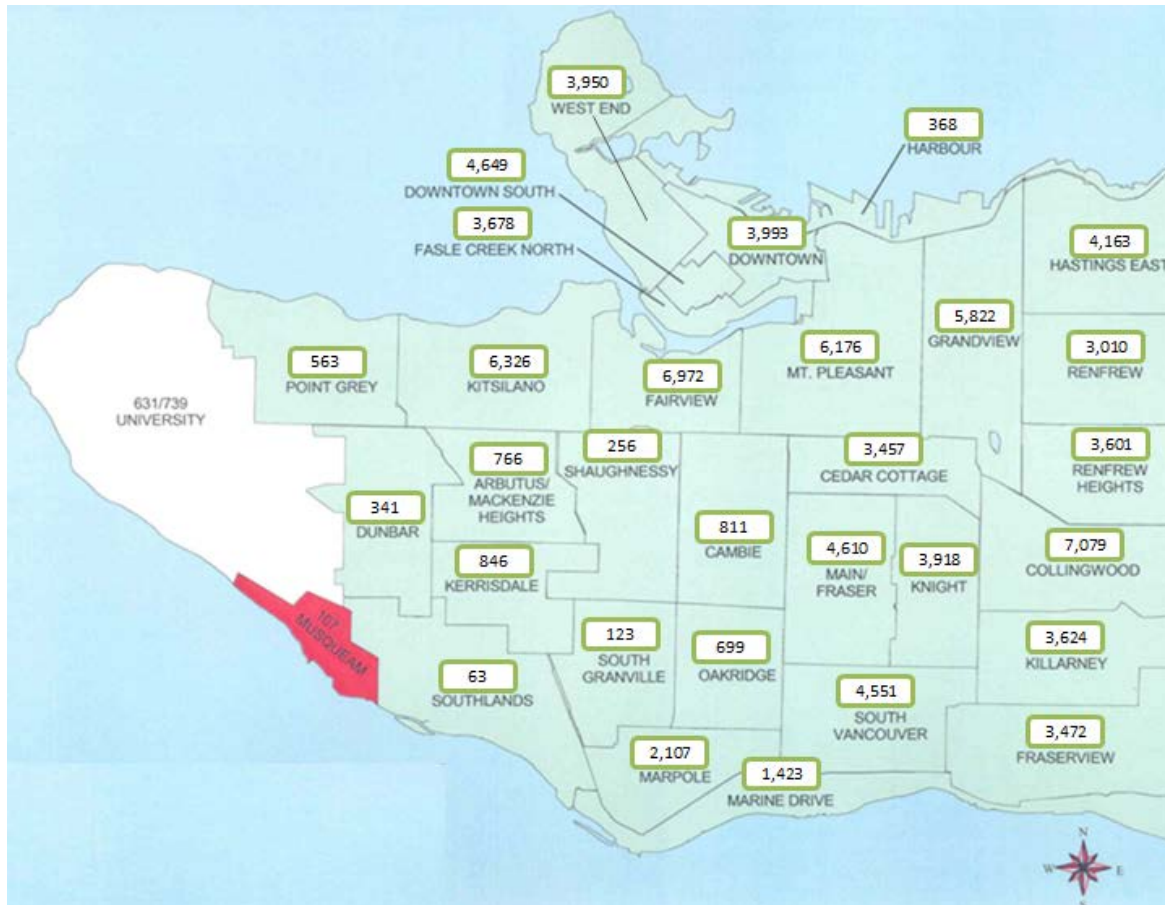 3,950
WEST END
368
HARBOUR
4,649
DOWNTOWN SOUTH
3,678
FASLE CREEK NORTH
3,993
DOWNTOWN
4,163
HASTINGS EAST
5,822
GRANDVIEW
3,010
RENFREW
563
POINT GREY
6,326
KITSILANO
6,972
FAIRVIEW
6,176
MT. PLEASANT
631/739
UNIVERSITY
256
SHAUGHNESSY
766
ARBUTUS/
MACKENZIE
HEIGHTS
3,457
CEDAR COTTAGE
3,601
RENFREW
HEIGHTS
341
DUNBAR
811
CAMBIE
4,610
MAIN/
FRASER
3,918
KNIGHT
7,079
COLLINGWOOD
846
KERRISDALE
107
MUSQUEAM
123
SOUTH
GRANVILLE
699
OAKRIDGE
3,624
KILLARNEY
63
SOUTHLANDS
4,551
SOUTH
VANCOUVER
3,472
FRASERVIEW
2,107
MARPOLE
1,423
MARINE DRIVE
N
W
E
S